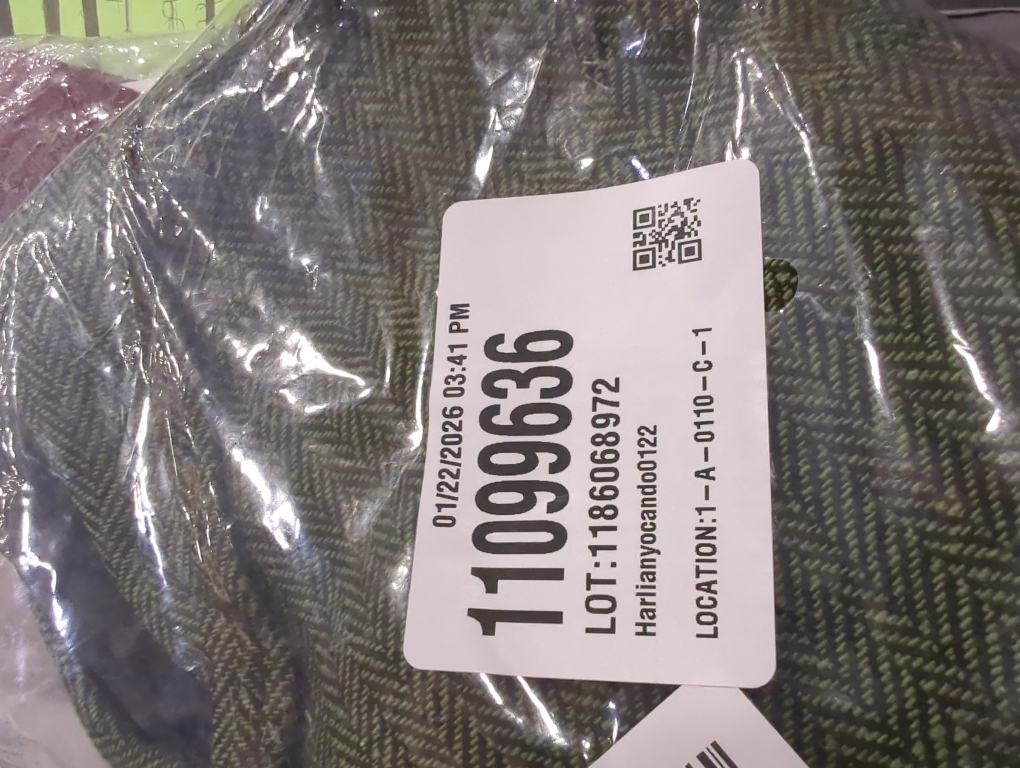 01/22/2026 03:41 PM
11099636
LOT:1186068972
Harlianyocando0122
LOCATION:1-A-0110-C-1